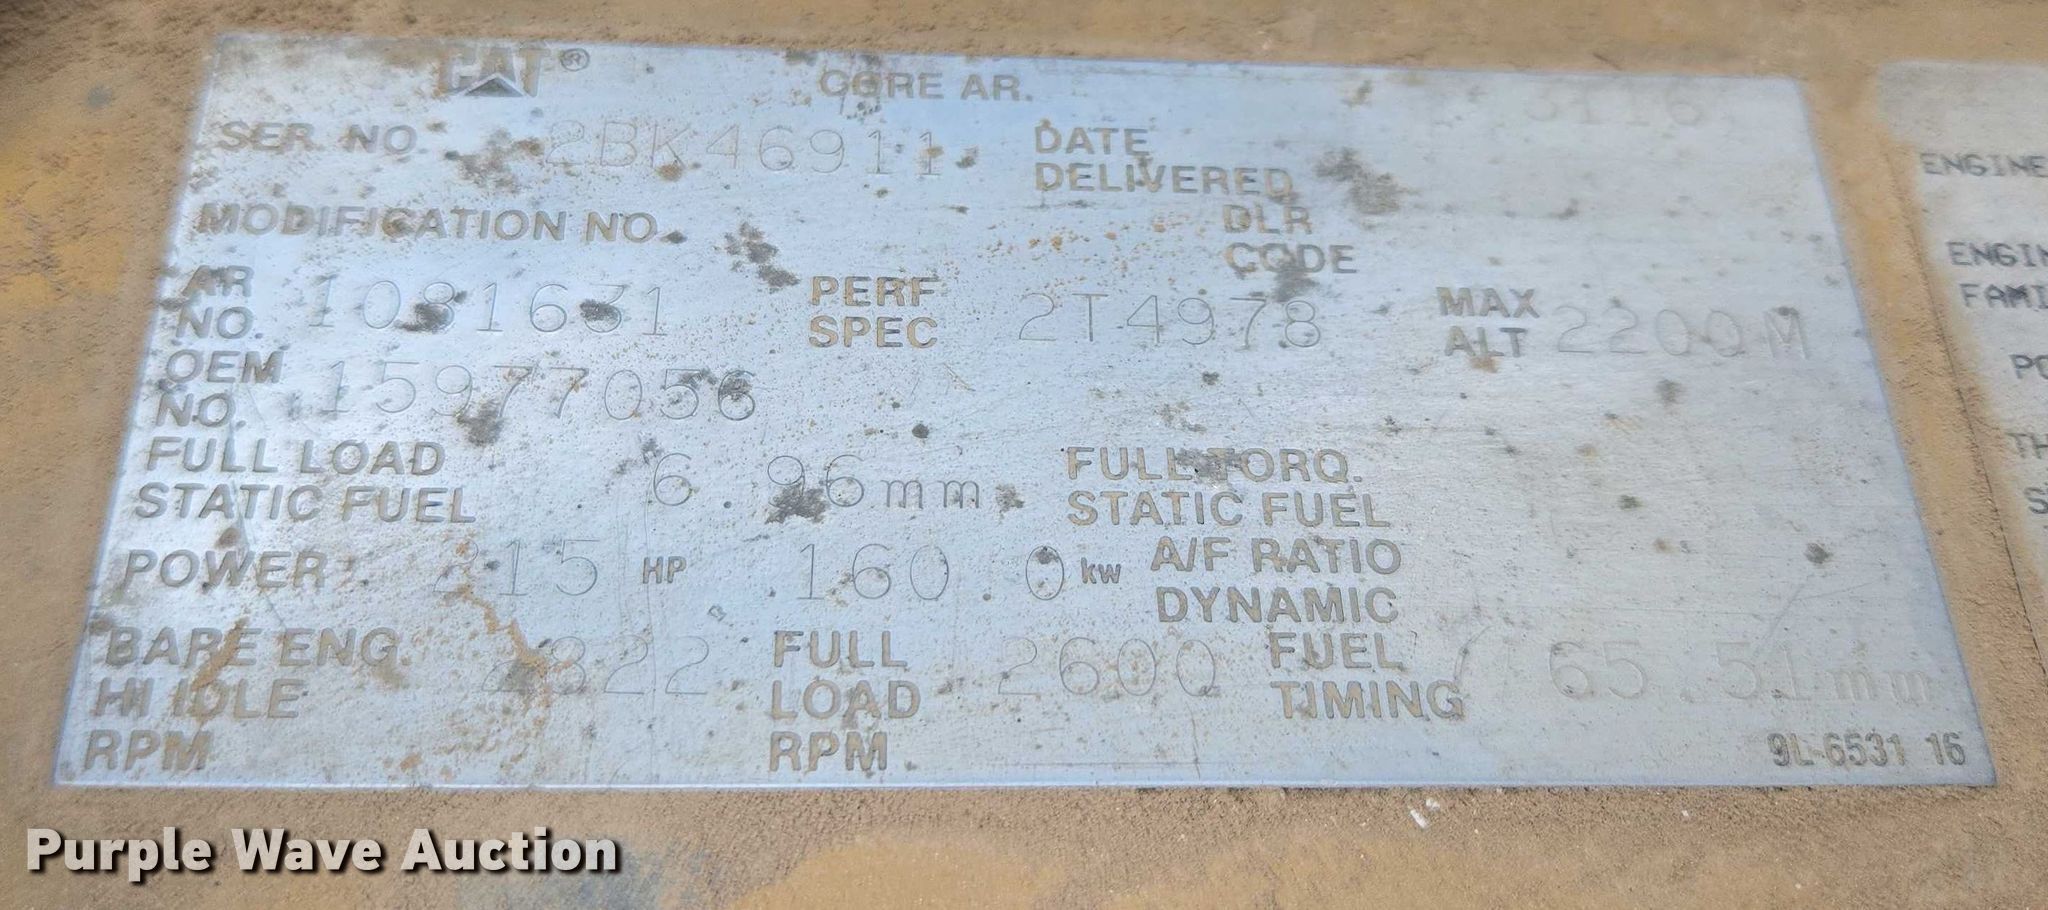 CAT® CORE AR. 3116
SER. NO. 2BK46911 DATE DELIVERED
MODIFICATION NO. DLR CODE
AR NO. 1081631 PERF SPEC 2T4978 MAX ALT 2200M
OEM NO. 15977056
FULL LOAD STATIC FUEL 6.96mm FULL TORQ. STATIC FUEL
POWER 215 HP 160.0 kw A/F RATIO DYNAMIC
BARE ENG. HI IDLE RPM 2822 FULL LOAD RPM 2600 FUEL TIMING / 65.51mm
9L-6531 16
ENGINE
Purple Wave Auction